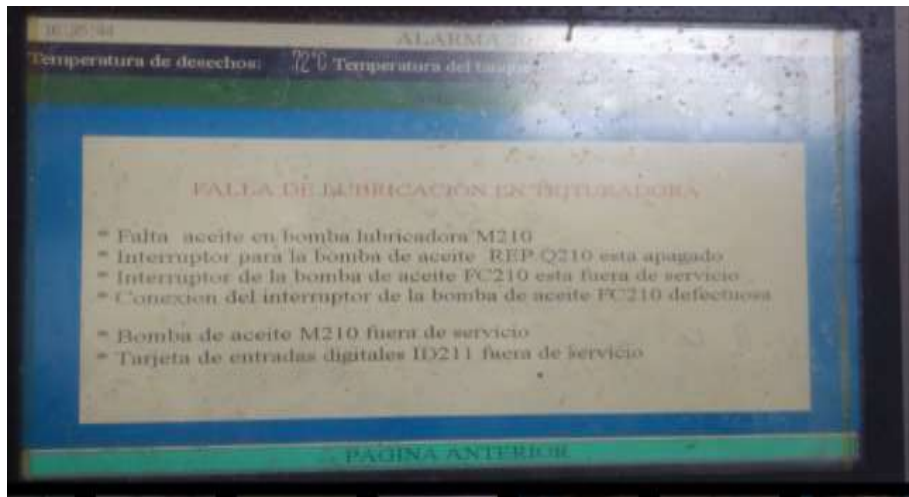 ALARMA
Temperatura de desechos: 72°C Temperatura del tanque
FALLA DE LUBRICACION EN TRITURADORA
* Falta aceite en bomba lubricadora M210
* Interruptor para la bomba de aceite REP Q210 esta apagado
* Interruptor de la bomba de aceite FC210 esta fuera de servicio
* Conexion del interruptor de la bomba de aceite FC210 defectuosa
* Bomba de aceite M210 fuera de servicio
* Tarjeta de entradas digitales ID211 fuera de servicio
PAGINA ANTERIOR